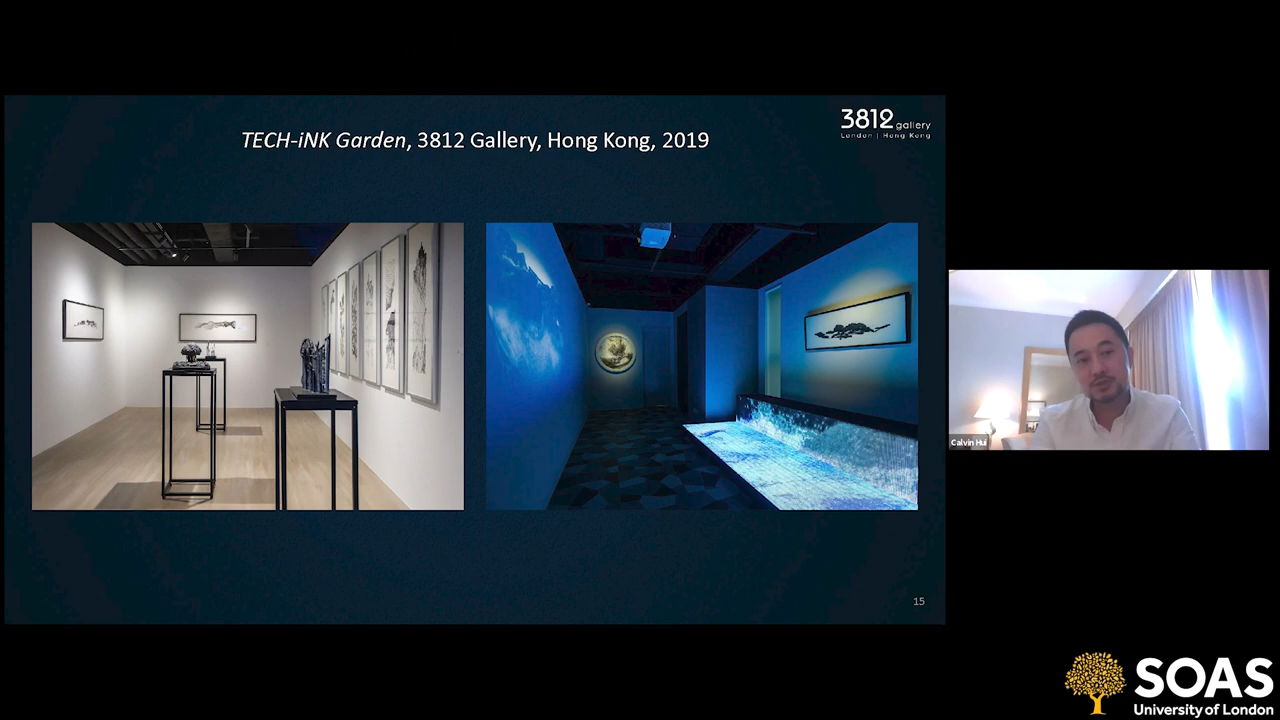 TECH-iNK Garden, 3812 Gallery, Hong Kong, 2019
3812 gallery
London | Hong Kong
Calvin Hui
15
SOAS
University of London